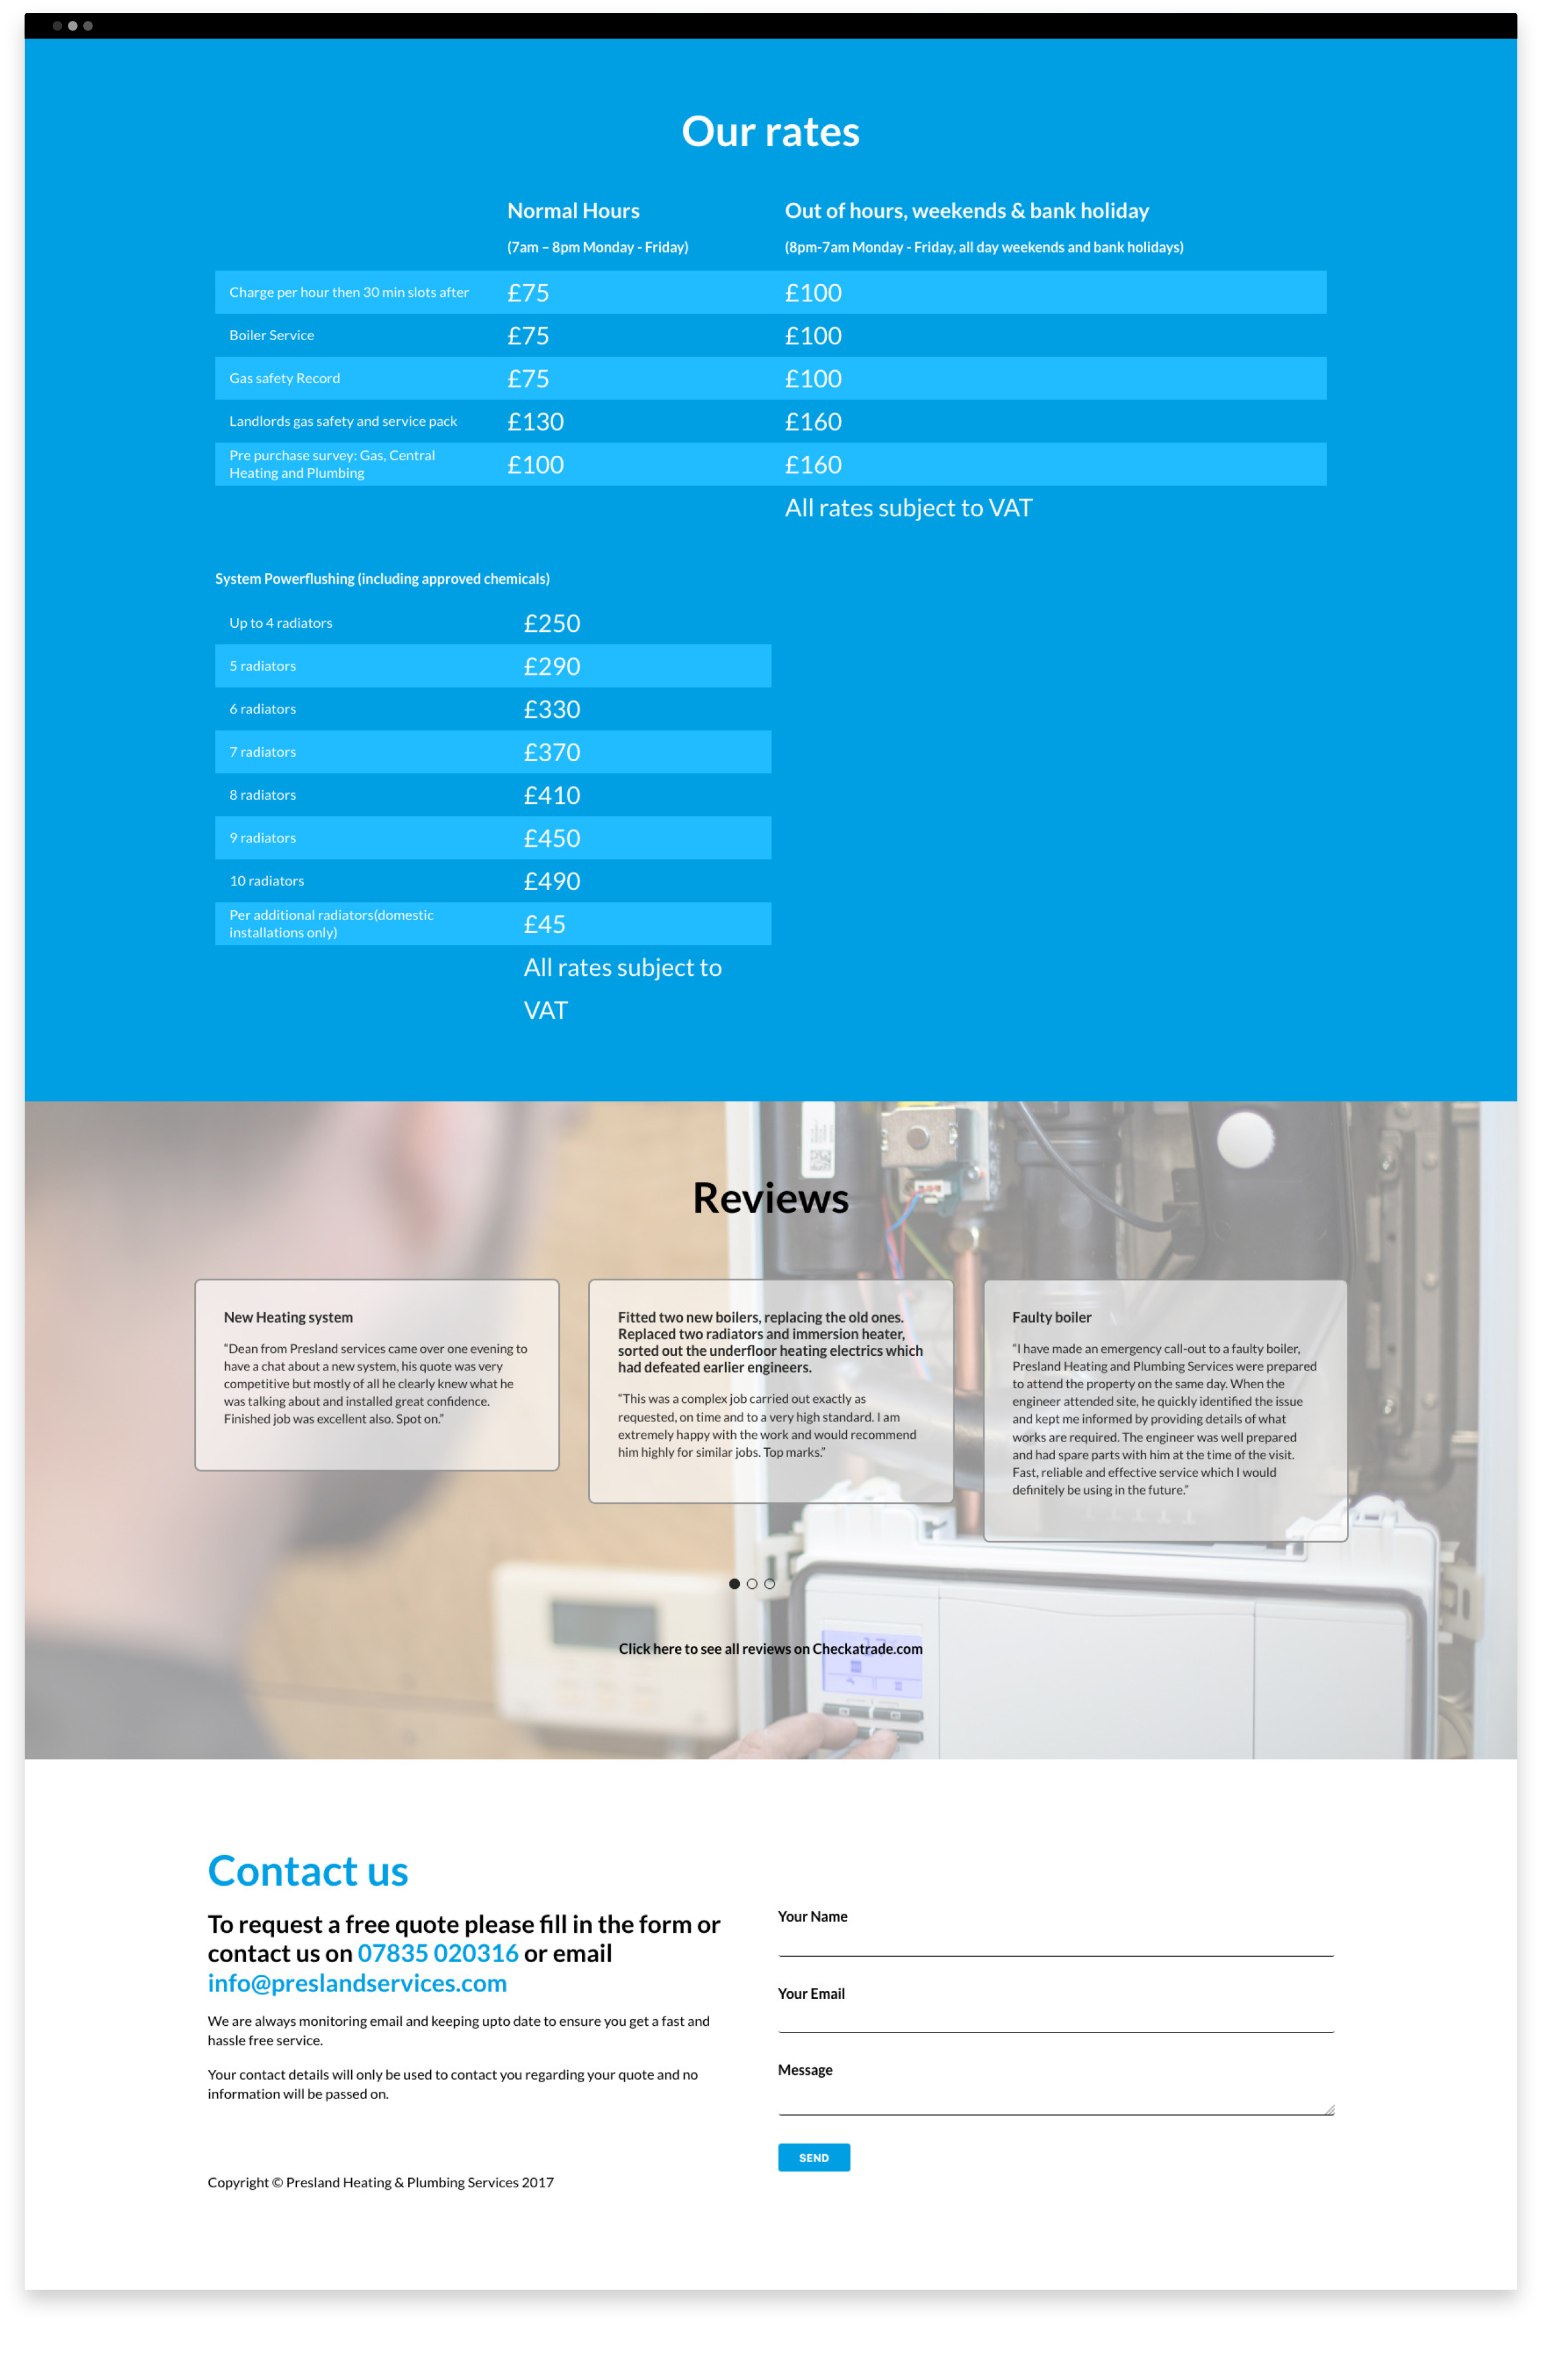 Our rates
Normal Hours
Out of hours, weekends & bank holiday
(7am – 8pm Monday - Friday)
(8pm-7am Monday - Friday, all day weekends and bank holidays)
Charge per hour then 30 min slots after £75 £100
Boiler Service £75 £100
Gas safety Record £75 £100
Landlords gas safety and service pack £130 £160
Pre purchase survey: Gas, Central
Heating and Plumbing £100 £160
All rates subject to VAT
System Powerflushing (including approved chemicals)
Up to 4 radiators £250
5 radiators £290
6 radiators £330
7 radiators £370
8 radiators £410
9 radiators £450
10 radiators £490
Per additional radiators(domestic
installations only) £45
All rates subject to
VAT
Reviews
New Heating system
“Dean from Presland services came over one evening to
have a chat about a new system, his quote was very
competitive but mostly of all he clearly knew what he
was talking about and installed great confidence.
Finished job was excellent also. Spot on.”
Fitted two new boilers, replacing the old ones.
Replaced two radiators and immersion heater,
sorted out the underfloor heating electrics which
had defeated earlier engineers.
“This was a complex job carried out exactly as
requested, on time and to a very high standard. I am
extremely happy with the work and would recommend
him highly for similar jobs. Top marks.”
Faulty boiler
“I have made an emergency call-out to a faulty boiler,
Presland Heating and Plumbing Services were prepared
to attend the property on the same day. When the
engineer attended site, he quickly identified the issue
and kept me informed by providing details of what
works are required. The engineer was well prepared
and had spare parts with him at the time of the visit.
Fast, reliable and effective service which I would
definitely be using in the future.”
Click here to see all reviews on Checkatrade.com
Contact us
To request a free quote please fill in the form or
contact us on 07835 020316 or email
info@preslandservices.com
We are always monitoring email and keeping upto date to ensure you get a fast and
hassle free service.
Your contact details will only be used to contact you regarding your quote and no
information will be passed on.
Copyright © Presland Heating & Plumbing Services 2017
Your Name
Your Email
Message
SEND